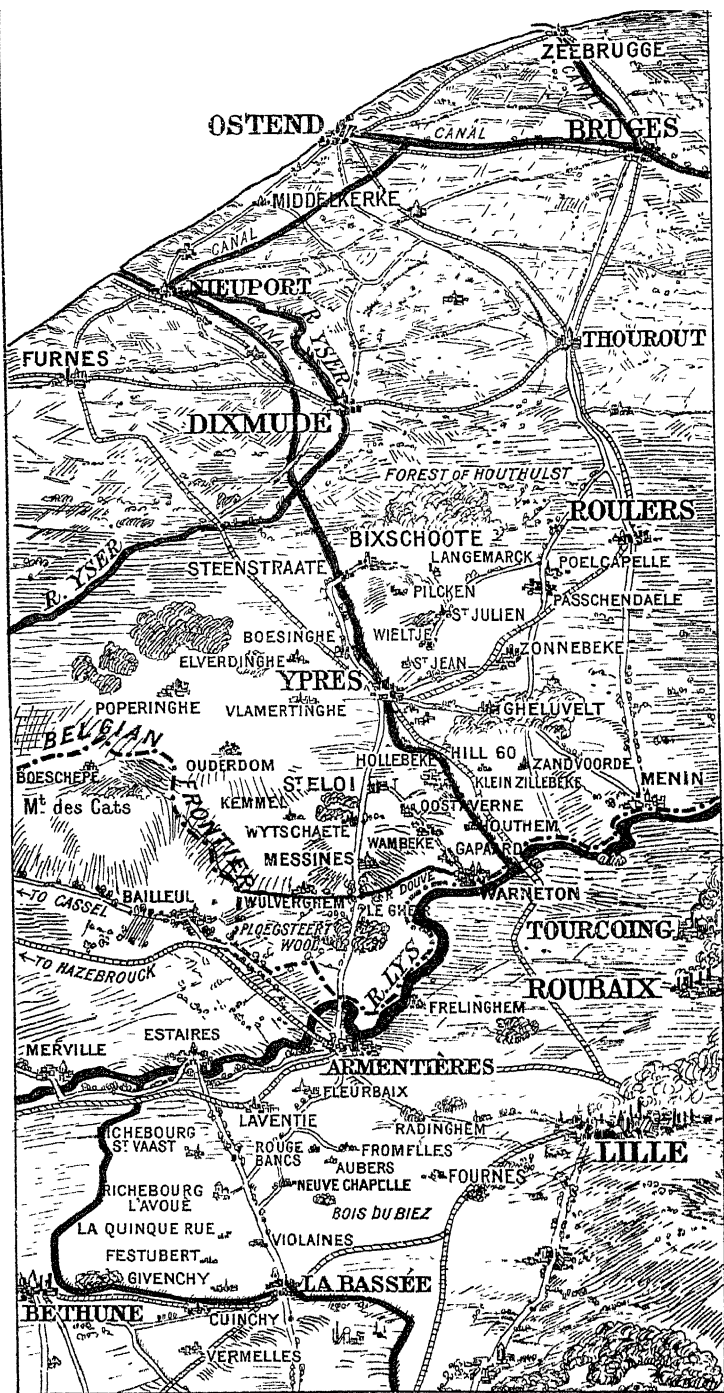 ZEEBRUGGE
CANAL
OSTEND
CANAL
BRUGES
MIDDELKERKE
CANAL
NIEUPORT
CANAL
R. YSER
THOUROUT
FURNES
DIXMUDE
FOREST OF HOUTHULST
ROULERS
BIXSCHOOTE
LANGEMARCK
POELCAPELLE
STEENSTRAATE
R. YSER
PILCKEN
PASSCHENDAELE
ST JULIEN
BOESINGHE
WIELTJE
ZONNEBEKE
ELVERDINGHE
ST JEAN
YPRES
POPERINGHE
VLAMERTINGHE
GHELUVELT
BELGIAN
FRONTIER
HILL 60
OUDERDOM
HOLLEBEKE
ZANDVOORDE
BOESCHEPE
KLEIN ZILLEBEKE
MENIN
ST ELOI
Mt des Cats
KEMMEL
OOSTAVERNE
WYTSCHAETE
HOUTHEM
WAMBEKE
GAPAARD
MESSINES
R. DOUVE
WARNETON
BAILLEUL
WULVERGHEM
←TO CASSEL
LE GHEE
PLOEGSTEERT
WOOD
TOURCOING
←TO HAZEBROUCK
R. LYS
ROUBAIX
FRELINGHEM
ESTAIRES
MERVILLE
ARMENTIÈRES
FLEURBAIX
LAVENTIE
RADINGHEM
RICHEBOURG
ST VAAST
ROUGE
BANCS
FROMELLES
LILLE
AUBERS
FOURNES
NEUVE CHAPELLE
RICHEBOURG
L'AVOUÉ
BOIS DU BIEZ
LA QUINQUE RUE
VIOLAINES
FESTUBERT
GIVENCHY
LA BASSÉE
BETHUNE
CUINCHY
VERMELLES